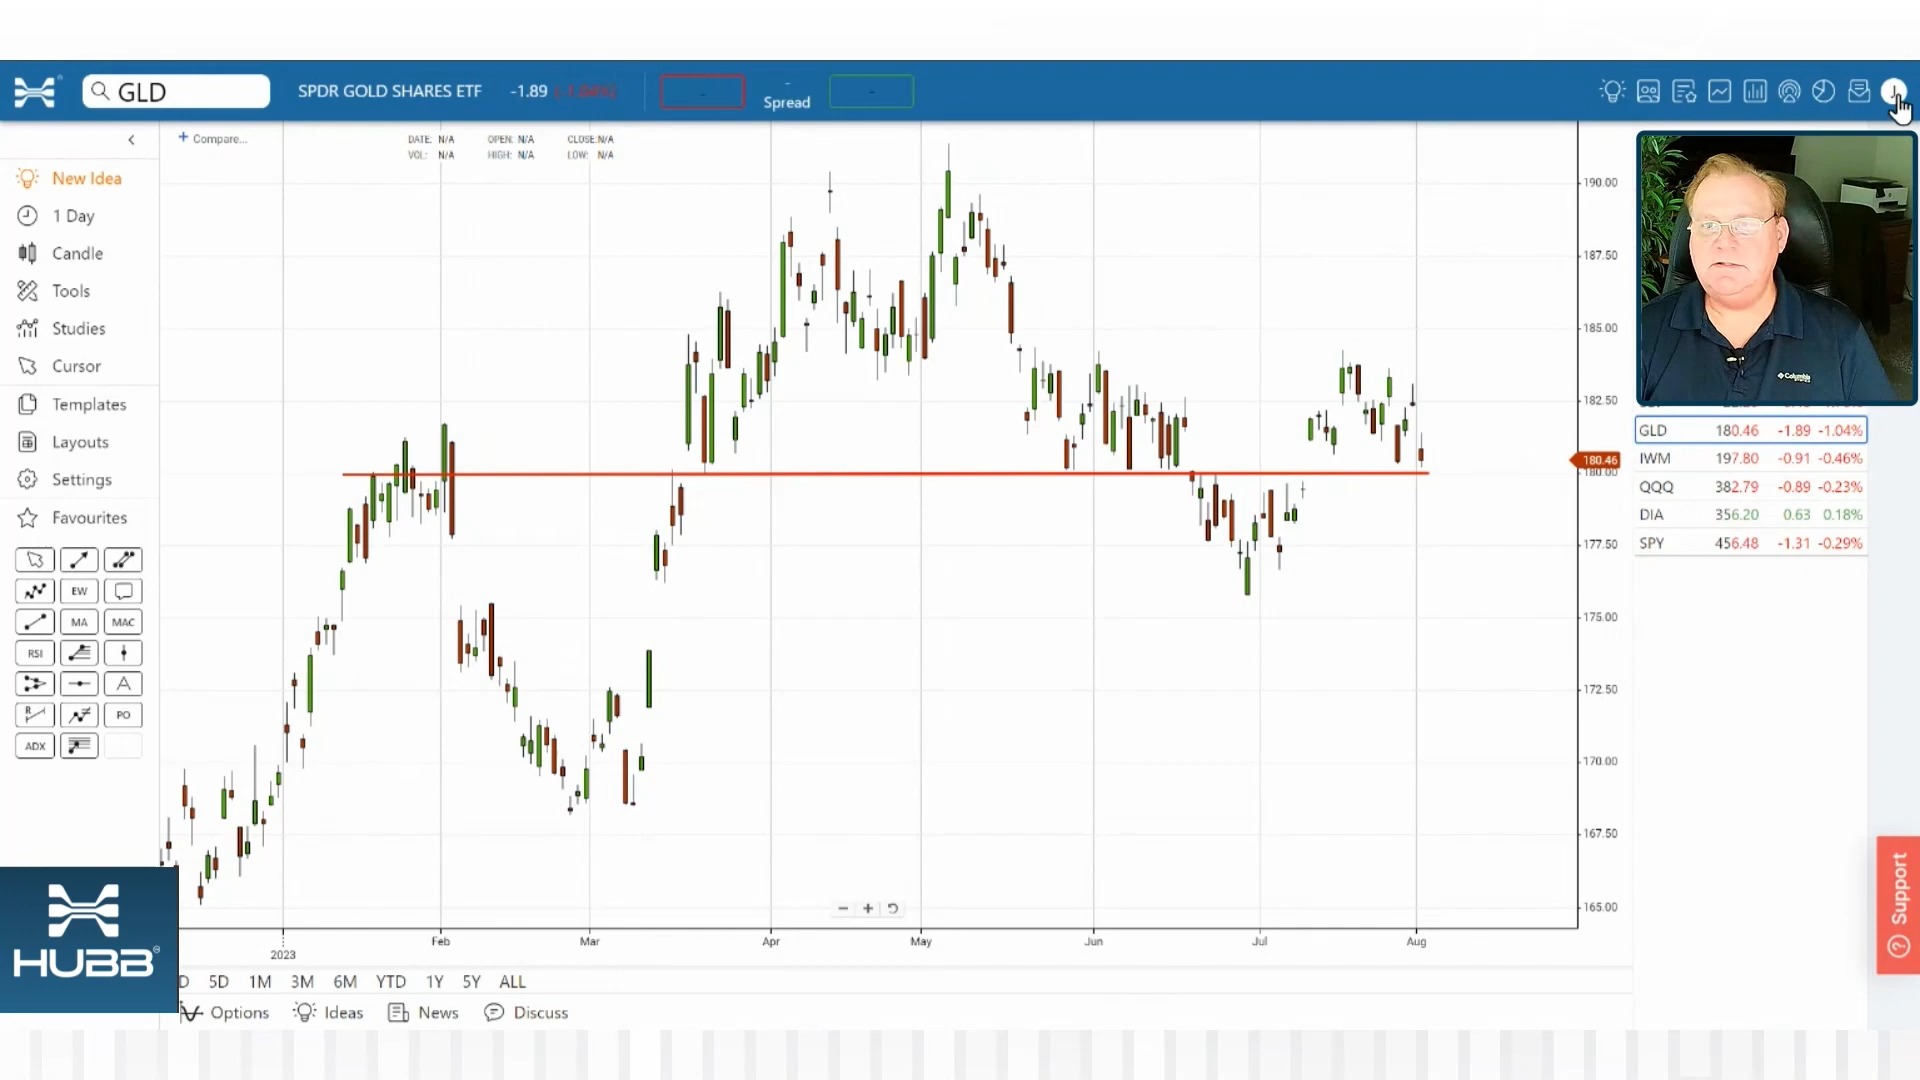 GLD
SPDR GOLD SHARES ETF
-1.89 (-1.04%)
-
-
Spread
-
J
+ Compare...
DATE: N/A OPEN: N/A CLOSE:N/A
VOL: N/A HIGH: N/A LOW: N/A
New Idea
1 Day
Candle
Tools
Studies
Cursor
Templates
Layouts
Settings
Favourites
EW
MA
MAC
RSI
A
R
PO
ADX
HUBB
190.00
187.50
185.00
182.50
180.46
180.00
177.50
175.00
172.50
170.00
167.50
165.00
2023
Feb
Mar
Apr
May
Jun
Jul
Aug
D 5D 1M 3M 6M YTD 1Y 5Y ALL
Options Ideas News Discuss
Columbia
GLD 180.46 -1.89 -1.04%
IWM 197.80 -0.91 -0.46%
QQQ 382.79 -0.89 -0.23%
DIA 356.20 0.63 0.18%
SPY 456.48 -1.31 -0.29%
? Support